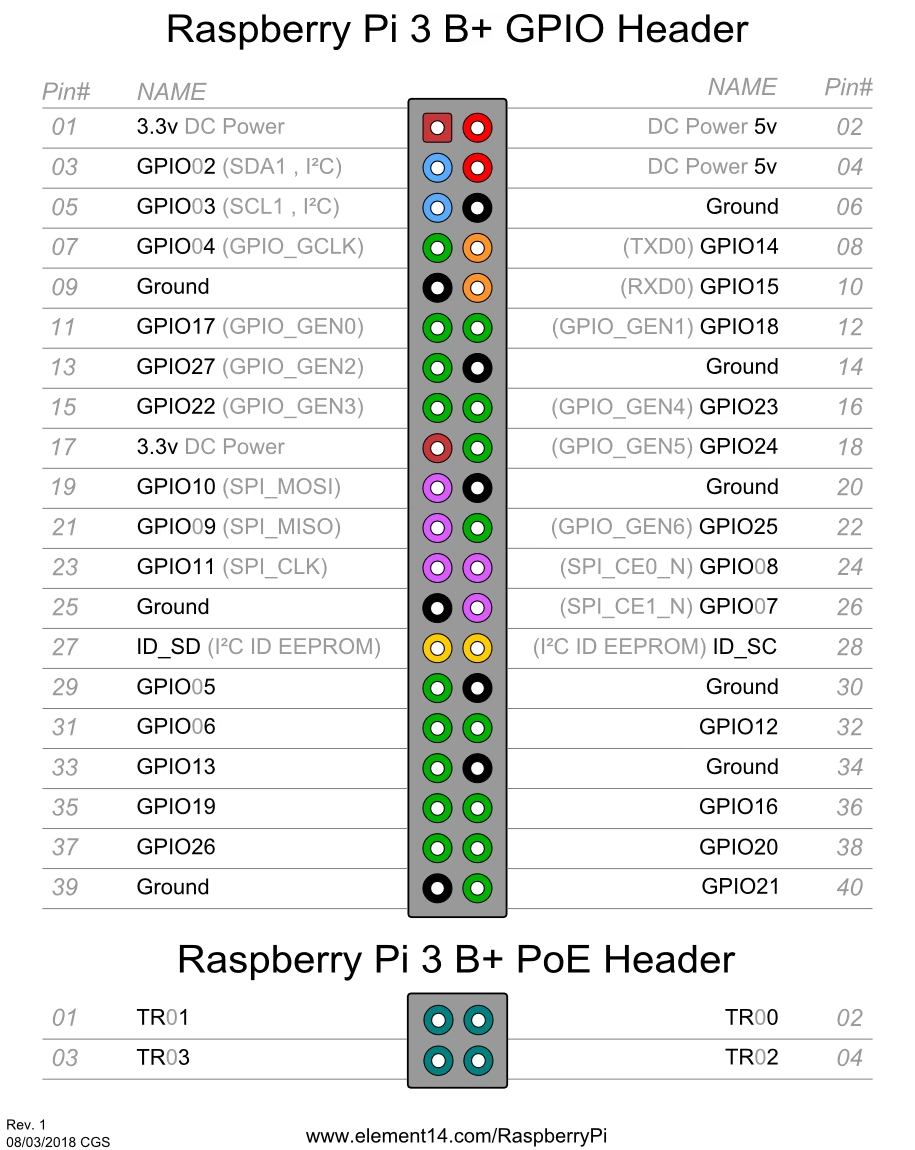 Raspberry Pi 3 B+ GPIO Header
Pin# NAME NAME Pin#
01 3.3v DC Power DC Power 5v 02
03 GPIO02 (SDA1 , I²C) DC Power 5v 04
05 GPIO03 (SCL1 , I²C) Ground 06
07 GPIO04 (GPIO_GCLK) (TXD0) GPIO14 08
09 Ground (RXD0) GPIO15 10
11 GPIO17 (GPIO_GEN0) (GPIO_GEN1) GPIO18 12
13 GPIO27 (GPIO_GEN2) Ground 14
15 GPIO22 (GPIO_GEN3) (GPIO_GEN4) GPIO23 16
17 3.3v DC Power (GPIO_GEN5) GPIO24 18
19 GPIO10 (SPI_MOSI) Ground 20
21 GPIO09 (SPI_MISO) (GPIO_GEN6) GPIO25 22
23 GPIO11 (SPI_CLK) (SPI_CE0_N) GPIO08 24
25 Ground (SPI_CE1_N) GPIO07 26
27 ID_SD (I²C ID EEPROM) (I²C ID EEPROM) ID_SC 28
29 GPIO05 Ground 30
31 GPIO06 GPIO12 32
33 GPIO13 Ground 34
35 GPIO19 GPIO16 36
37 GPIO26 GPIO20 38
39 Ground GPIO21 40
Raspberry Pi 3 B+ PoE Header
01 TR01 TR00 02
03 TR03 TR02 04
Rev. 1
08/03/2018 CGS
www.element14.com/RaspberryPi